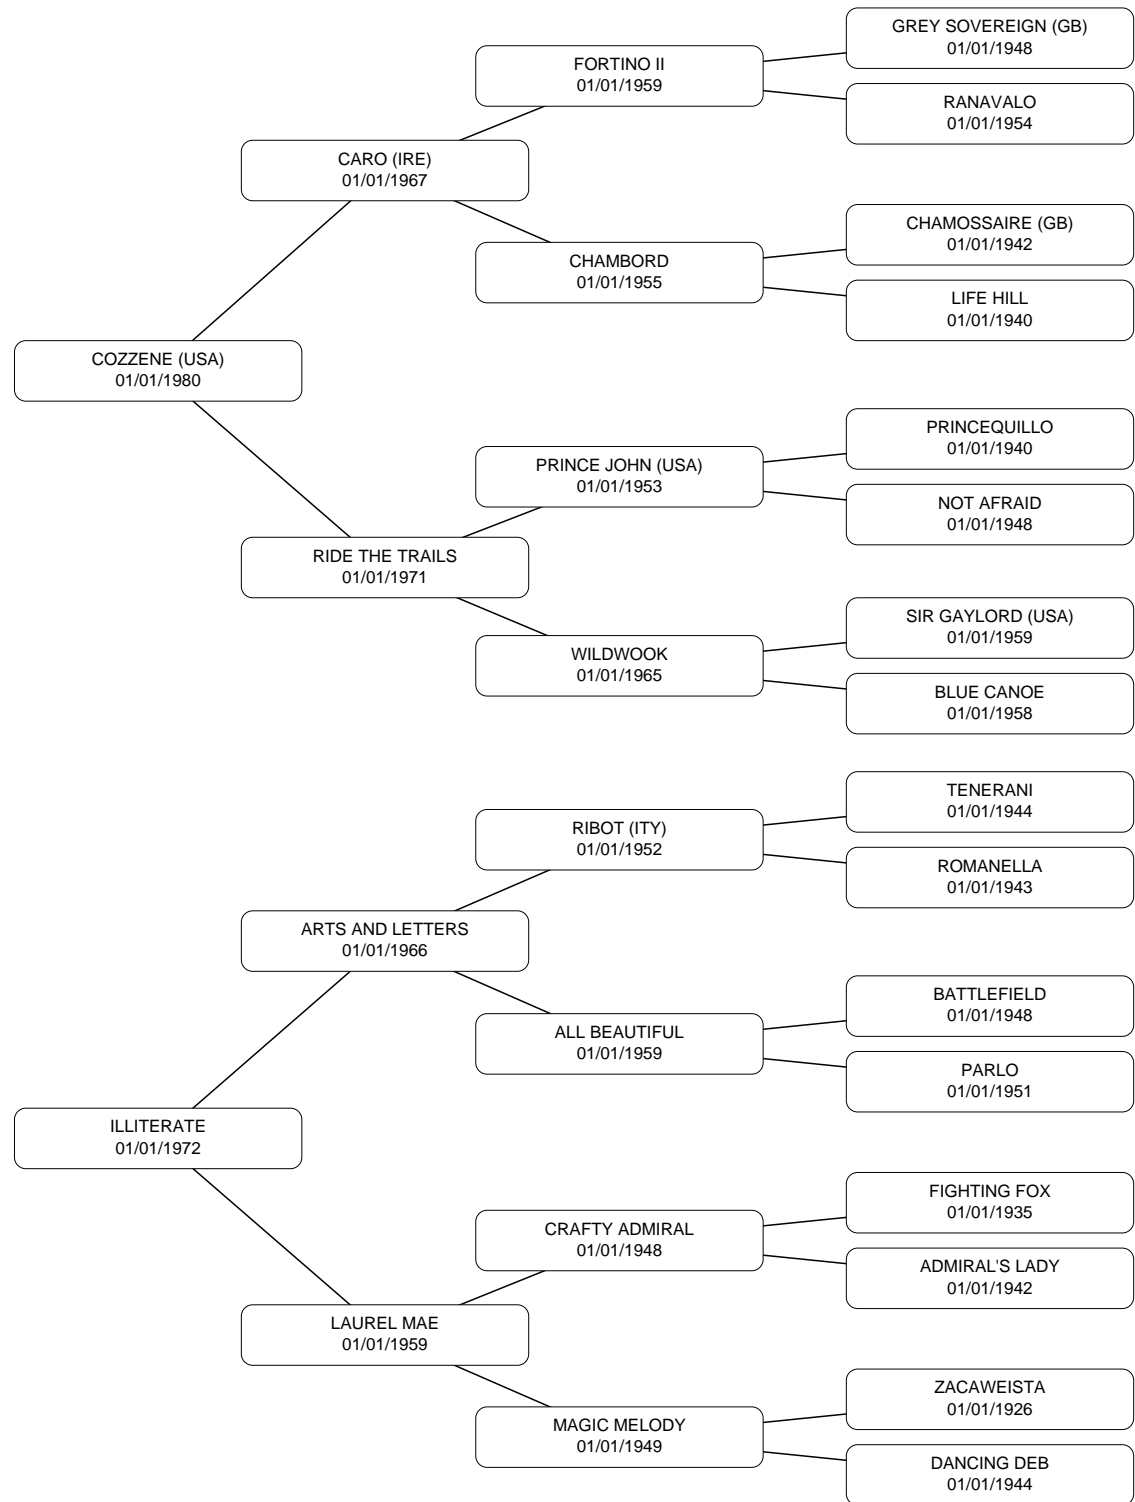 GREY SOVEREIGN (GB)
01/01/1948
FORTINO II
01/01/1959
RANAVALO
01/01/1954
CARO (IRE)
01/01/1967
CHAMOSSAIRE (GB)
01/01/1942
CHAMBORD
01/01/1955
LIFE HILL
01/01/1940
COZZENE (USA)
01/01/1980
PRINCEQUILLO
01/01/1940
PRINCE JOHN (USA)
01/01/1953
NOT AFRAID
01/01/1948
RIDE THE TRAILS
01/01/1971
SIR GAYLORD (USA)
01/01/1959
WILDWOOK
01/01/1965
BLUE CANOE
01/01/1958
TENERANI
01/01/1944
RIBOT (ITY)
01/01/1952
ROMANELLA
01/01/1943
ARTS AND LETTERS
01/01/1966
BATTLEFIELD
01/01/1948
ALL BEAUTIFUL
01/01/1959
PARLO
01/01/1951
ILLITERATE
01/01/1972
FIGHTING FOX
01/01/1935
CRAFTY ADMIRAL
01/01/1948
ADMIRAL'S LADY
01/01/1942
LAUREL MAE
01/01/1959
ZACAWEISTA
01/01/1926
MAGIC MELODY
01/01/1949
DANCING DEB
01/01/1944